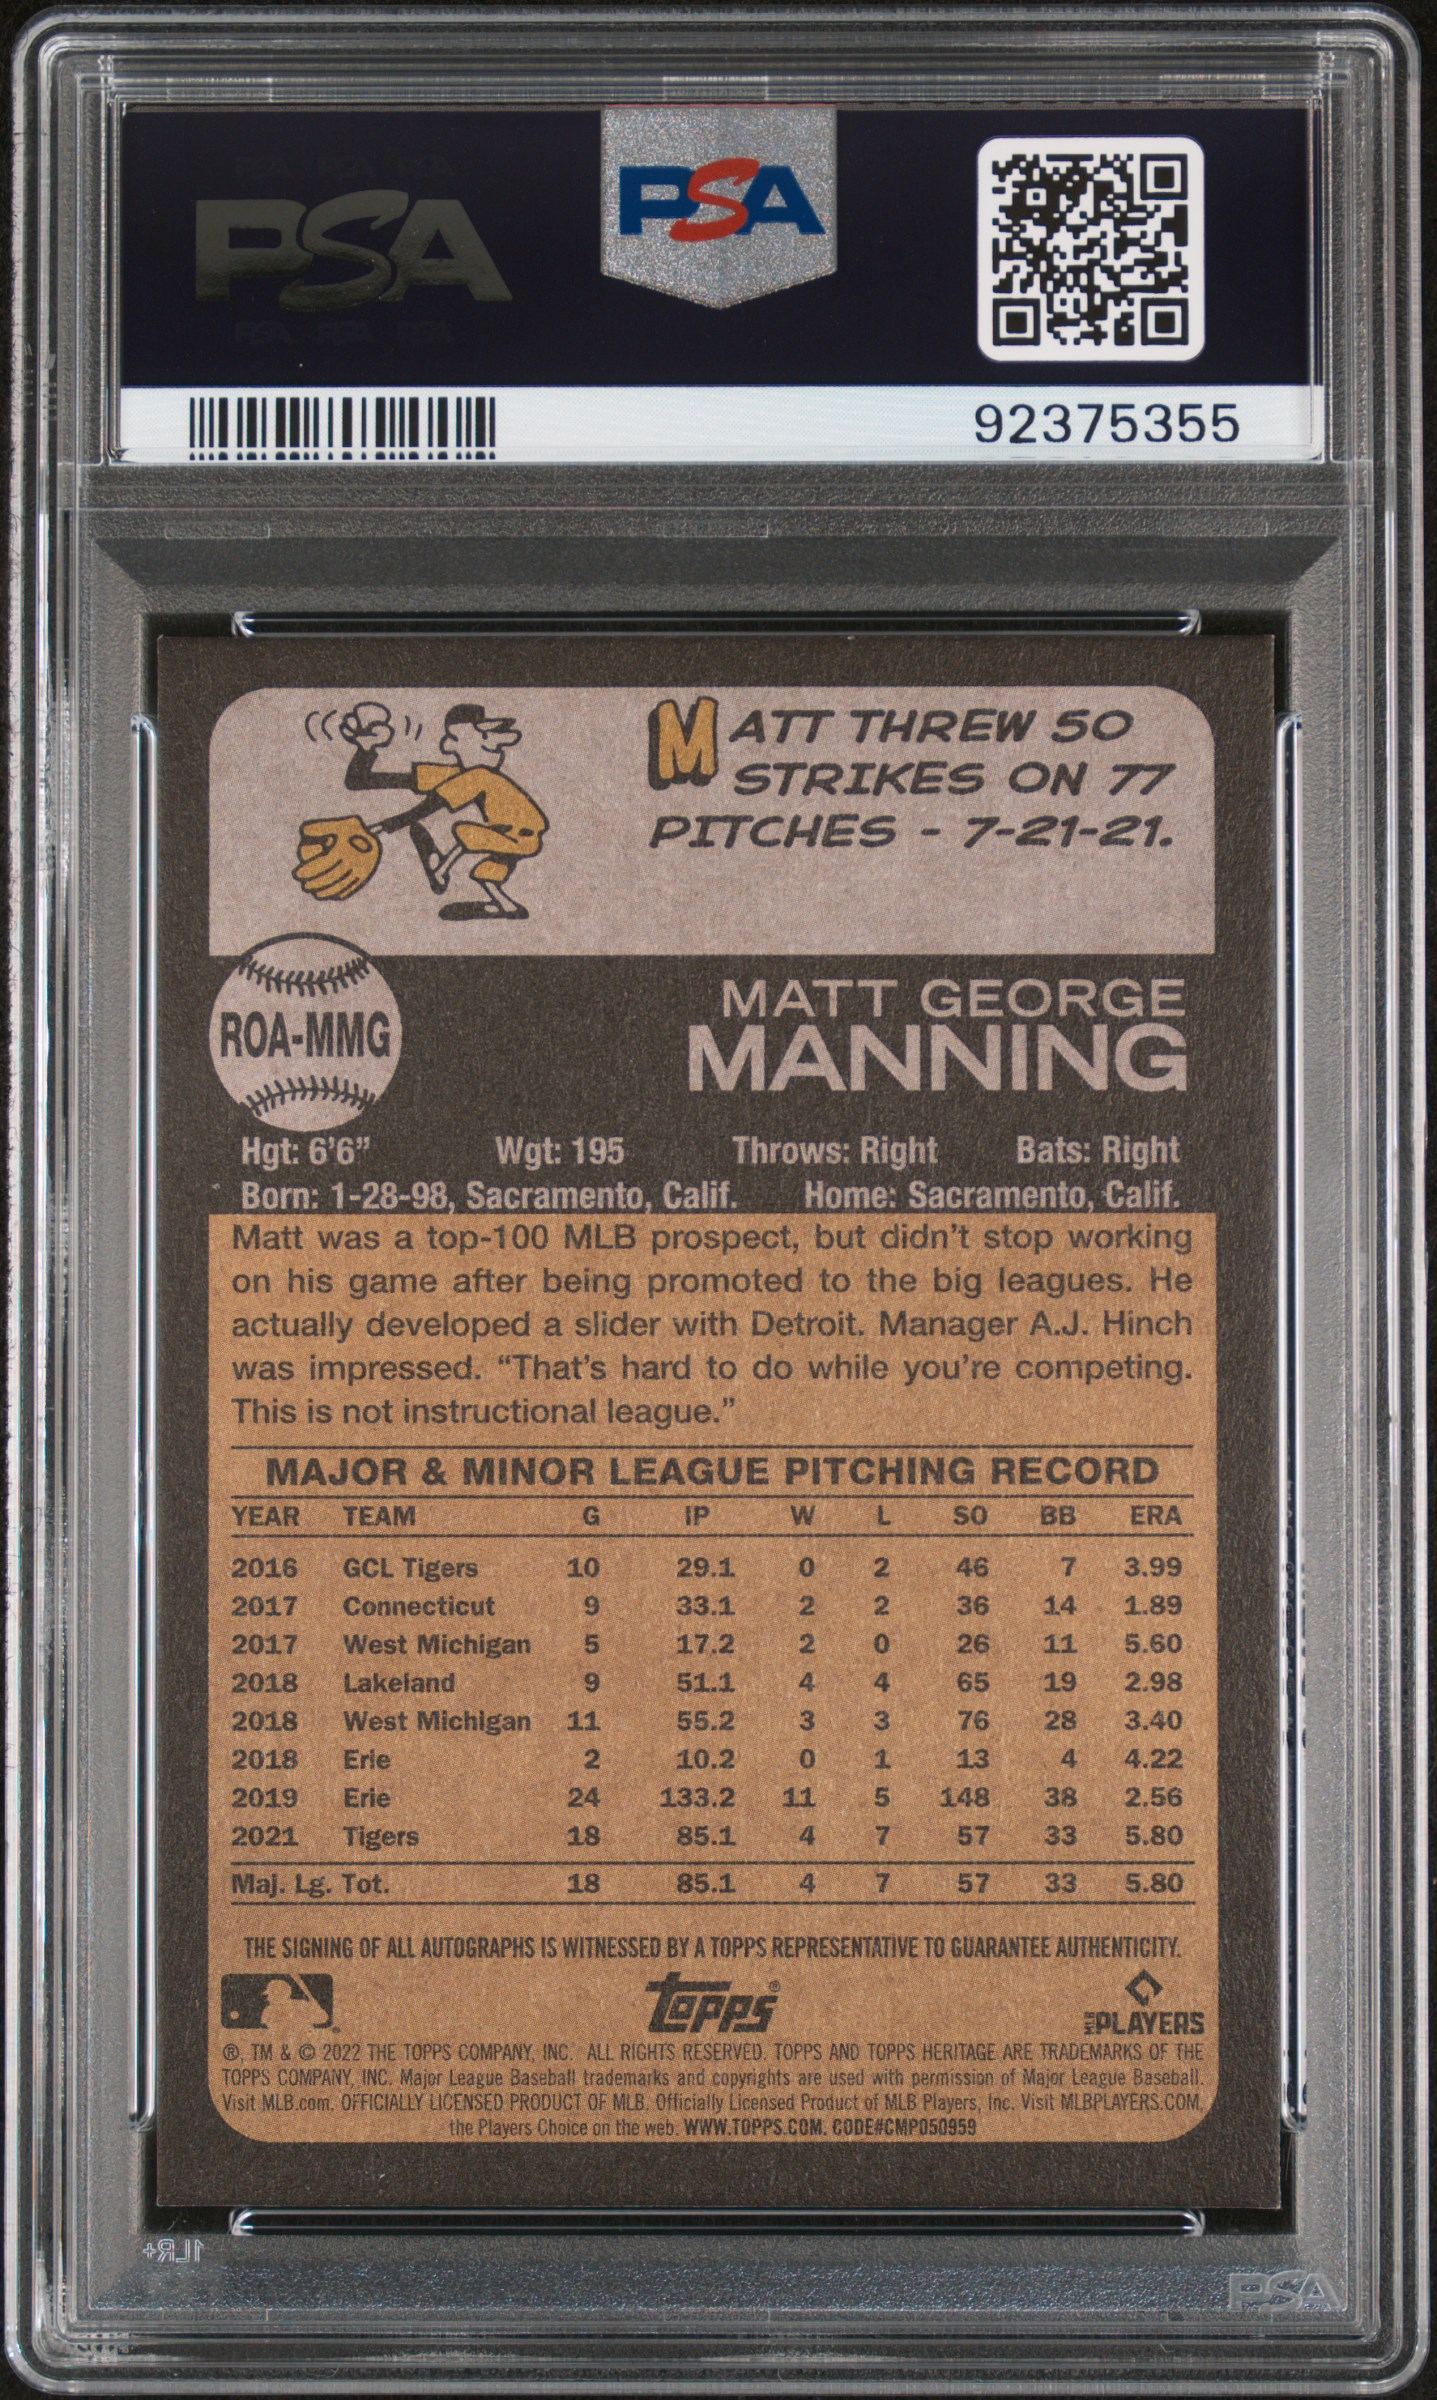 PSA
PSA
92375355
MATT THREW 50
STRIKES ON 77
PITCHES - 7-21-21.
ROA-MMG
MATT GEORGE
MANNING
Hgt: 6'6” Wgt: 195 Throws: Right Bats: Right
Born: 1-28-98, Sacramento, Calif. Home: Sacramento, Calif.
Matt was a top-100 MLB prospect, but didn't stop working
on his game after being promoted to the big leagues. He
actually developed a slider with Detroit. Manager A.J. Hinch
was impressed. “That's hard to do while you're competing.
This is not instructional league.”
MAJOR & MINOR LEAGUE PITCHING RECORD
YEAR TEAM G IP W L SO BB ERA
2016 GCL Tigers 10 29.1 0 2 46 7 3.99
2017 Connecticut 9 33.1 2 2 36 14 1.89
2017 West Michigan 5 17.2 2 0 26 11 5.60
2018 Lakeland 9 51.1 4 4 65 19 2.98
2018 West Michigan 11 55.2 3 3 76 28 3.40
2018 Erie 2 10.2 0 1 13 4 4.22
2019 Erie 24 133.2 11 5 148 38 2.56
2021 Tigers 18 85.1 4 7 57 33 5.80
Maj. Lg. Tot. 18 85.1 4 7 57 33 5.80
THE SIGNING OF ALL AUTOGRAPHS IS WITNESSED BY A TOPPS REPRESENTATIVE TO GUARANTEE AUTHENTICITY.
topps® MLB PLAYERS
®, TM & © 2022 THE TOPPS COMPANY, INC. ALL RIGHTS RESERVED. TOPPS AND TOPPS HERITAGE ARE TRADEMARKS OF THE
TOPPS COMPANY, INC. Major League Baseball trademarks and copyrights are used with permission of Major League Baseball.
Visit MLB.com. OFFICIALLY LICENSED PRODUCT OF MLB. Officially Licensed Product of MLB Players, Inc. Visit MLBPLAYERS.COM,
the Players Choice on the web. WWW.TOPPS.COM. CODE#CMP050959
1LR+
PSA